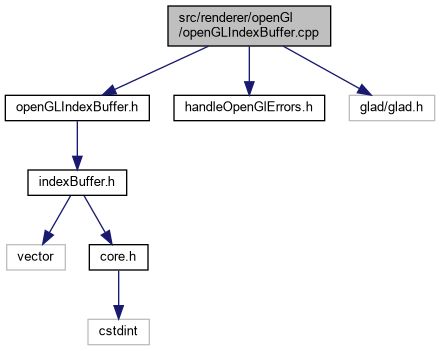 src/renderer/openGl
/openGLIndexBuffer.cpp
openGLIndexBuffer.h
handleOpenGlErrors.h
glad/glad.h
indexBuffer.h
vector
core.h
cstdint